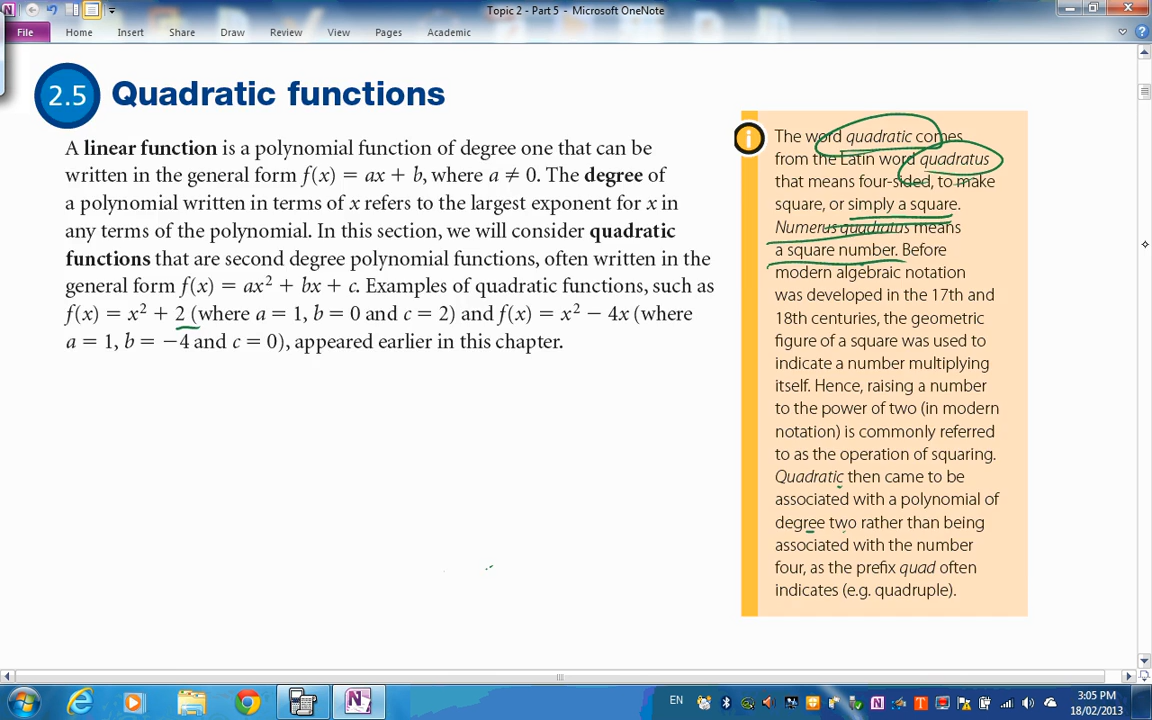 Topic 2 - Part 5 - Microsoft OneNote
File Home Insert Share Draw Review View Pages Academic
2.5 Quadratic functions
A linear function is a polynomial function of degree one that can be
written in the general form f(x) = ax + b, where a ≠ 0. The degree of
a polynomial written in terms of x refers to the largest exponent for x in
any terms of the polynomial. In this section, we will consider quadratic
functions that are second degree polynomial functions, often written in the
general form f(x) = ax² + bx + c. Examples of quadratic functions, such as
f(x) = x² + 2 (where a = 1, b = 0 and c = 2) and f(x) = x² − 4x (where
a = 1, b = −4 and c = 0), appeared earlier in this chapter.
i
The word quadratic comes
from the Latin word quadratus
that means four-sided, to make
square, or simply a square.
Numerus quadratus means
a square number. Before
modern algebraic notation
was developed in the 17th and
18th centuries, the geometric
figure of a square was used to
indicate a number multiplying
itself. Hence, raising a number
to the power of two (in modern
notation) is commonly referred
to as the operation of squaring.
Quadratic then came to be
associated with a polynomial of
degree two rather than being
associated with the number
four, as the prefix quad often
indicates (e.g. quadruple).
EN
3:05 PM
18/02/2013